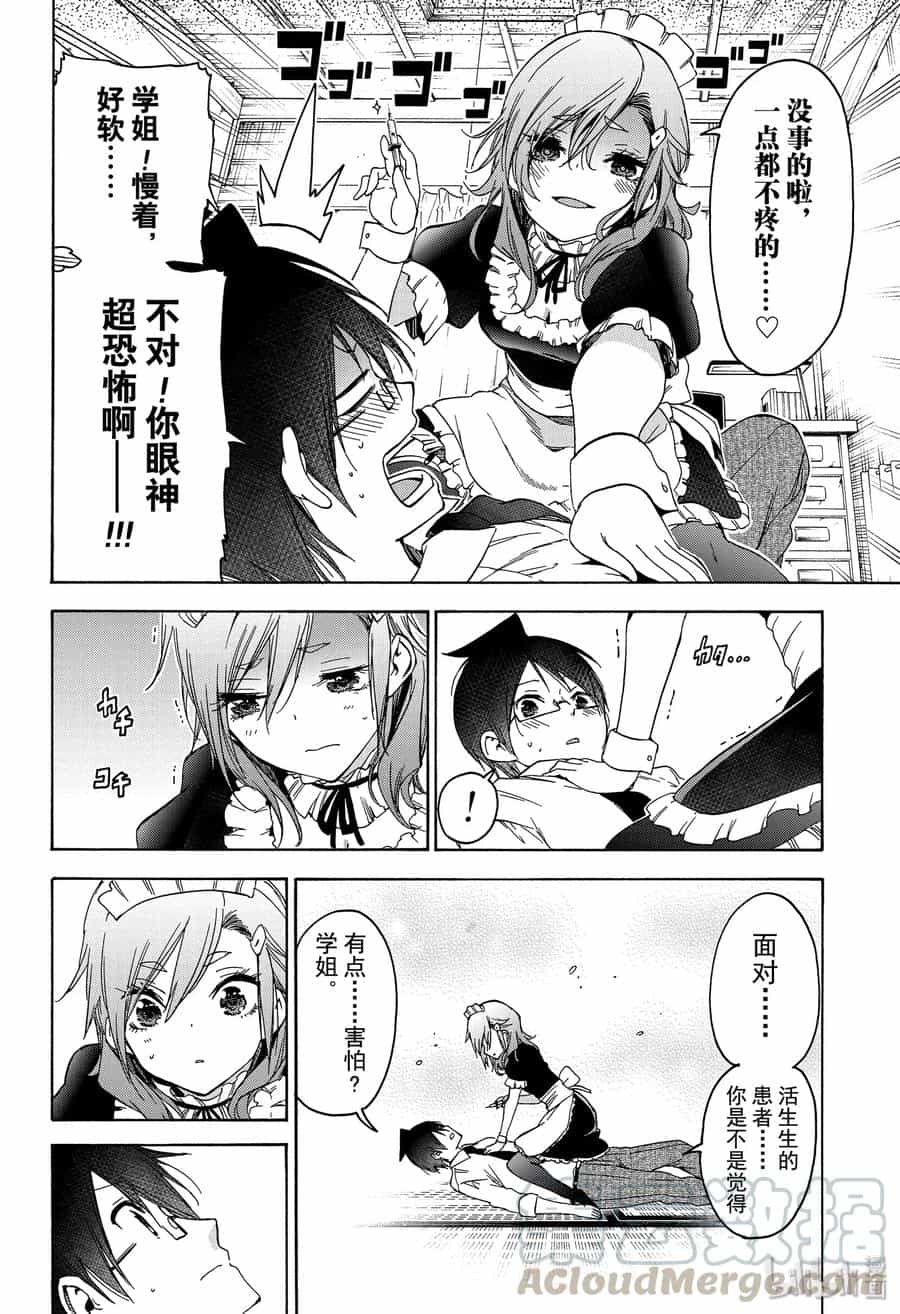 没事的啦，
一点都不疼的……♡
ゴゴゴゴゴゴ
学姐！慢着，
好软……
不对！你眼神
超恐怖啊——!!!
カタ…
！
カチ
コチ
面对……
活生生的
患者……
你是不是觉得
有点……害怕？
学姐。
ACloudMerge.com